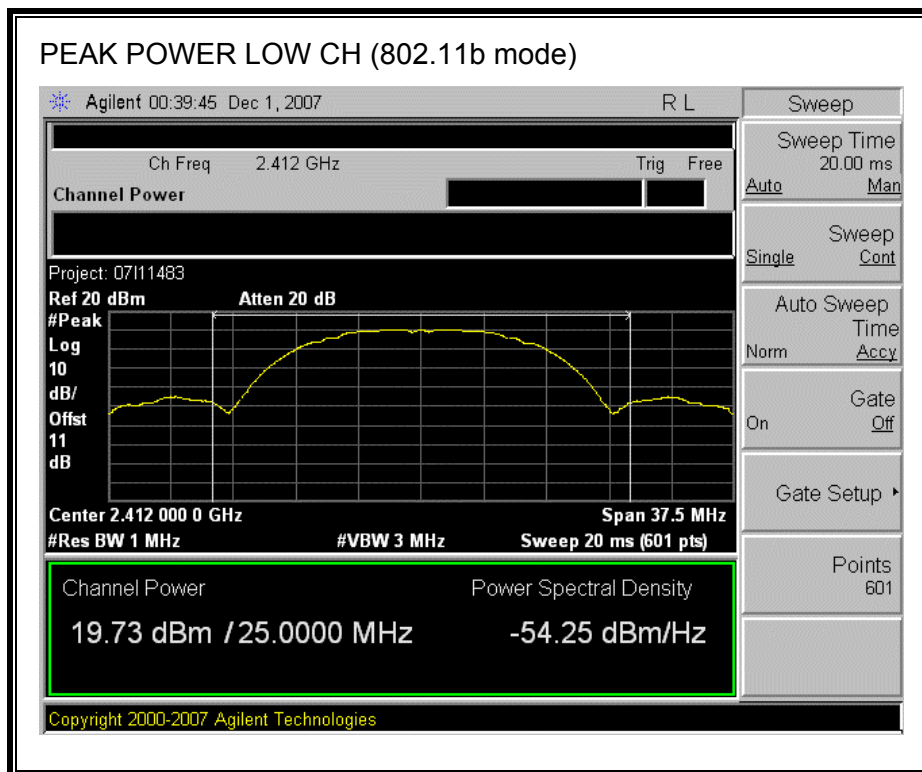 PEAK POWER LOW CH (802.11b mode)
Agilent 00:39:45 Dec 1, 2007 R L
Sweep
Ch Freq 2.412 GHz Trig Free
Channel Power
Sweep Time
20.00 ms
Auto Man
Sweep
Single Cont
Project: 07I11483
Ref 20 dBm Atten 20 dB
#Peak
Log
10
dB/
Offst
11
dB
Auto Sweep
Time
Norm Accy
Gate
On Off
Gate Setup
Center 2.412 000 0 GHz Span 37.5 MHz
#Res BW 1 MHz #VBW 3 MHz Sweep 20 ms (601 pts)
Points
601
Channel Power Power Spectral Density
19.73 dBm / 25.0000 MHz -54.25 dBm/Hz
Copyright 2000-2007 Agilent Technologies